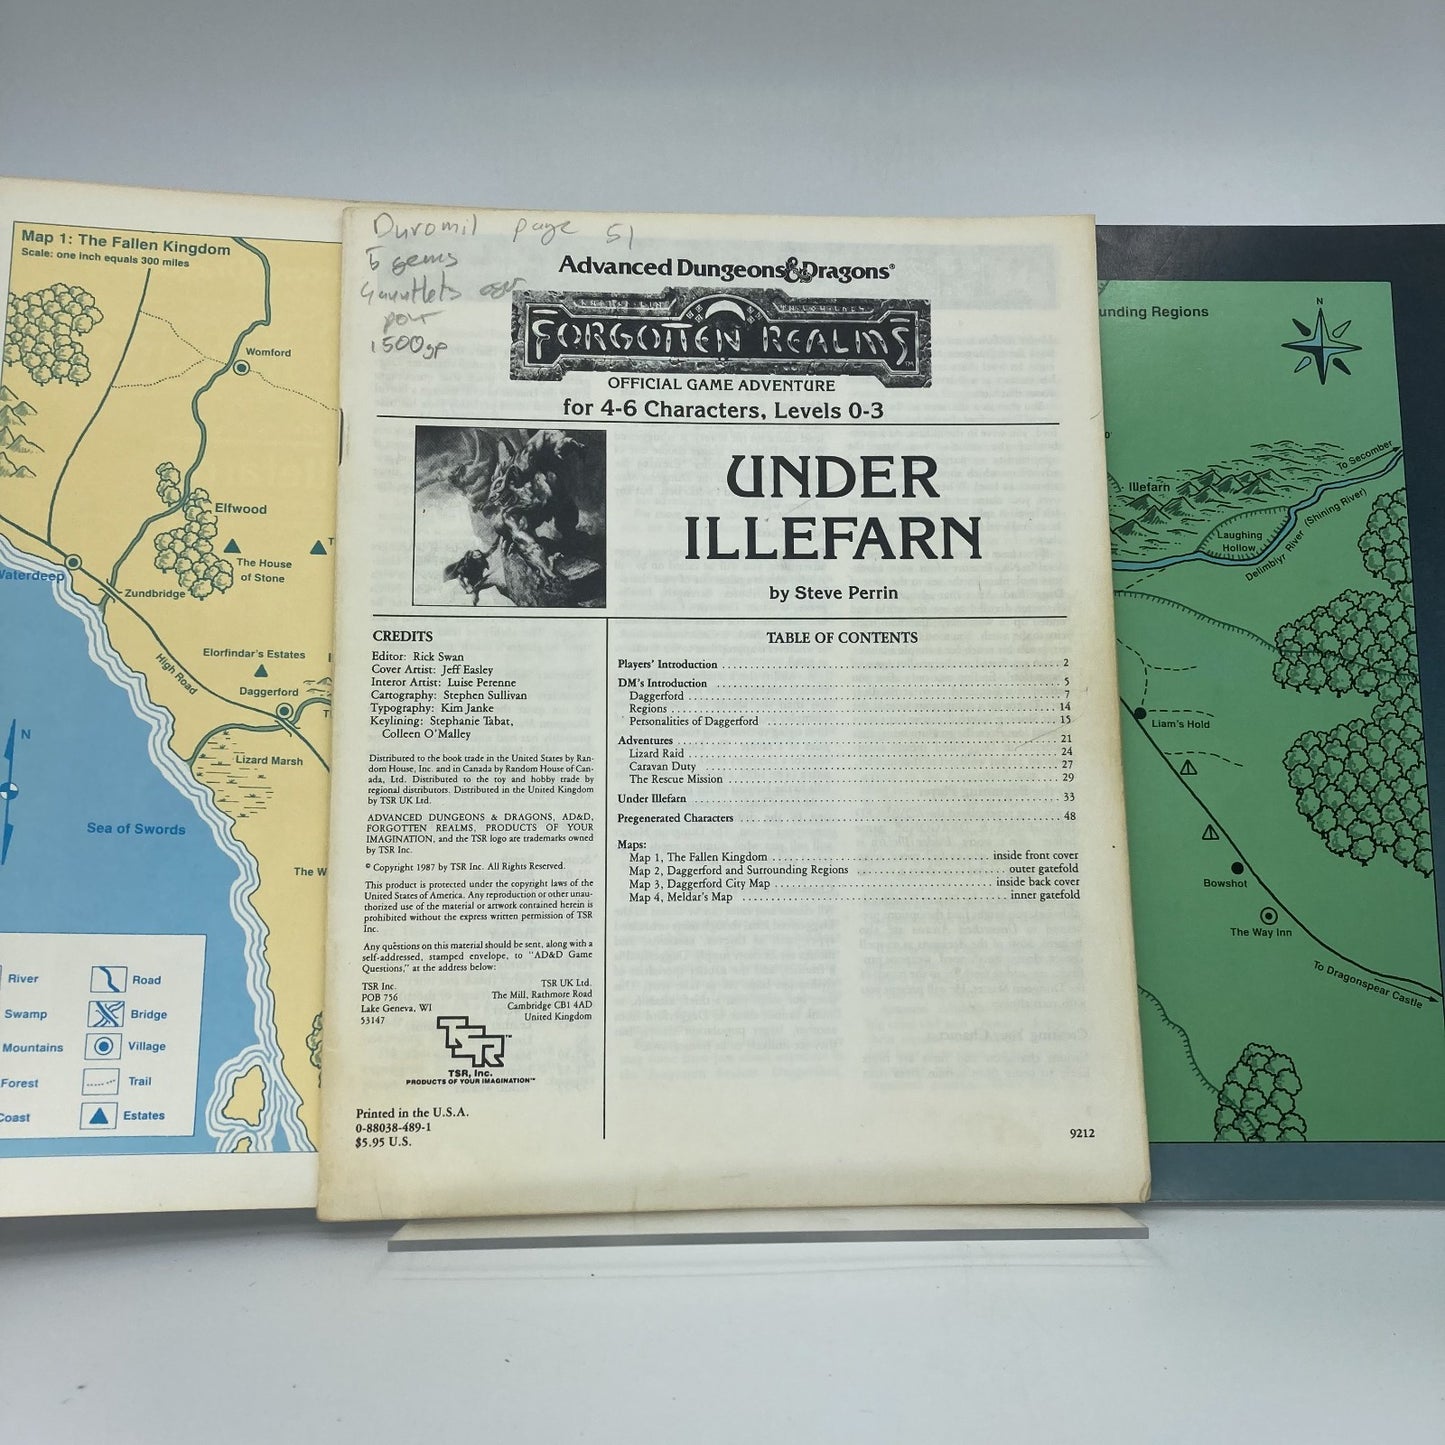 Map 1: The Fallen Kingdom
Scale: one inch equals 300 miles
Womford
Elfwood
The House
of Stone
Waterdeep
Zundbridge
High Road
Elorfindar's Estates
Daggerford
Lizard Marsh
N
Sea of Swords
The W
River
Road
Swamp
Bridge
Mountains
Village
Forest
Trail
Coast
Estates
Duromil page 51
5 gems
Gauntlets ogre
powr
1500gp
Advanced Dungeons & Dragons®
FORGOTTEN REALMS™
OFFICIAL GAME ADVENTURE
for 4-6 Characters, Levels 0-3
UNDER
ILLEFARN
by Steve Perrin
CREDITS
Editor: Rick Swan
Cover Artist: Jeff Easley
Interor Artist: Luise Perenne
Cartography: Stephen Sullivan
Typography: Kim Janke
Keylining: Stephanie Tabat,
Colleen O'Malley
Distributed to the book trade in the United States by Ran-
dom House, Inc. and in Canada by Random House of Can-
ada, Ltd. Distributed to the toy and hobby trade by
regional distributors. Distributed in the United Kingdom
by TSR UK Ltd.
ADVANCED DUNGEONS & DRAGONS, AD&D,
FORGOTTEN REALMS, PRODUCTS OF YOUR
IMAGINATION, and the TSR logo are trademarks owned
by TSR Inc.
© Copyright 1987 by TSR Inc. All Rights Reserved.
This product is protected under the copyright laws of the
United States of America. Any reproduction or other unau-
thorized use of the material or artwork contained herein is
prohibited without the express written permission of TSR
Inc.
Any questions on this material should be sent, along with a
self-addressed, stamped envelope, to "AD&D Game
Questions," at the address below:
TSR Inc.
POB 756
Lake Geneva, WI
53147
TSR UK Ltd.
The Mill, Rathmore Road
Cambridge CB1 4AD
United Kingdom
TSR™
TSR, Inc.
PRODUCTS OF YOUR IMAGINATION™
Printed in the U.S.A.
0-88038-489-1
$5.95 U.S.
TABLE OF CONTENTS
Players' Introduction 2
DM's Introduction 5
Daggerford 7
Regions 14
Personalities of Daggerford 15
Adventures 21
Lizard Raid 24
Caravan Duty 27
The Rescue Mission 29
Under Illefarn 33
Pregenerated Characters 48
Maps:
Map 1, The Fallen Kingdom inside front cover
Map 2, Daggerford and Surrounding Regions outer gatefold
Map 3, Daggerford City Map inside back cover
Map 4, Meldar's Map inner gatefold
9212
unding Regions
N
To Secomber
Illefarn
(Shining River)
Laughing
Hollow
Delimbiyr River
Liam's Hold
Bowshot
The Way Inn
To Dragonspear Castle